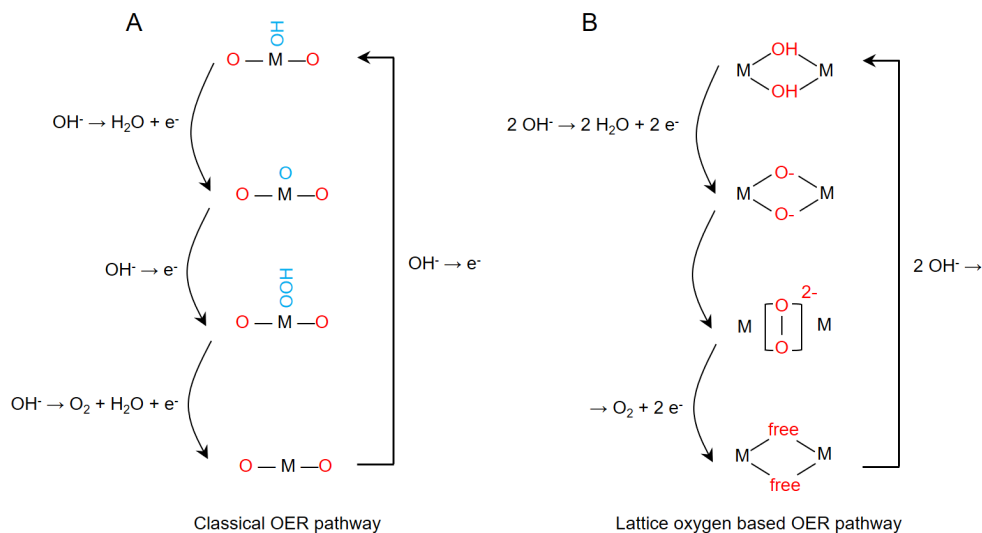 A
OH
O — M — O
OH⁻ → H₂O + e⁻
O
O — M — O
OH⁻ → e⁻
OOH
O — M — O
OH⁻ → O₂ + H₂O + e⁻
O — M — O
OH⁻ → e⁻
Classical OER pathway
B
OH
M M
OH
2 OH⁻ → 2 H₂O + 2 e⁻
O-
M M
O-
2-
O
M M
O
→ O₂ + 2 e⁻
free
M M
free
2 OH⁻ →
Lattice oxygen based OER pathway